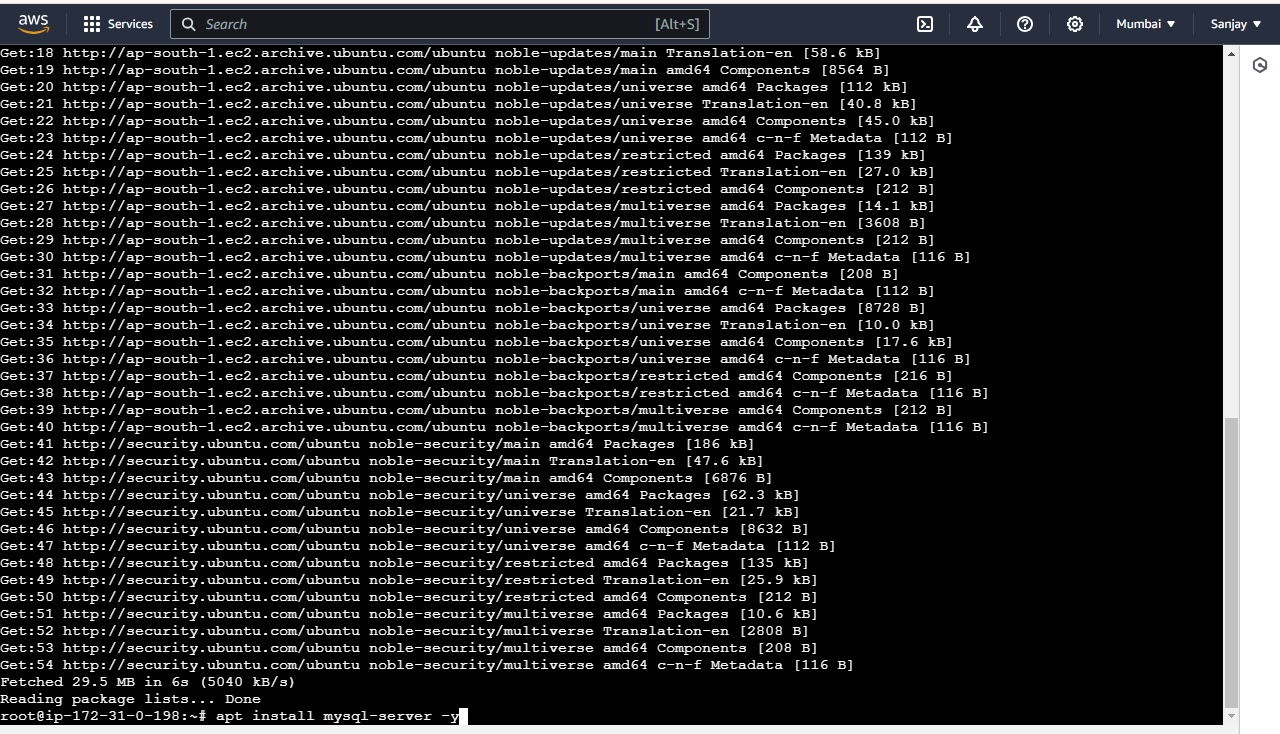 aws Services Search [Alt+S] Mumbai Sanjay
Get:18 http://ap-south-1.ec2.archive.ubuntu.com/ubuntu noble-updates/main Translation-en [58.6 kB]
Get:19 http://ap-south-1.ec2.archive.ubuntu.com/ubuntu noble-updates/main amd64 Components [8564 B]
Get:20 http://ap-south-1.ec2.archive.ubuntu.com/ubuntu noble-updates/universe amd64 Packages [112 kB]
Get:21 http://ap-south-1.ec2.archive.ubuntu.com/ubuntu noble-updates/universe Translation-en [40.8 kB]
Get:22 http://ap-south-1.ec2.archive.ubuntu.com/ubuntu noble-updates/universe amd64 Components [45.0 kB]
Get:23 http://ap-south-1.ec2.archive.ubuntu.com/ubuntu noble-updates/universe amd64 c-n-f Metadata [112 B]
Get:24 http://ap-south-1.ec2.archive.ubuntu.com/ubuntu noble-updates/restricted amd64 Packages [139 kB]
Get:25 http://ap-south-1.ec2.archive.ubuntu.com/ubuntu noble-updates/restricted Translation-en [27.0 kB]
Get:26 http://ap-south-1.ec2.archive.ubuntu.com/ubuntu noble-updates/restricted amd64 Components [212 B]
Get:27 http://ap-south-1.ec2.archive.ubuntu.com/ubuntu noble-updates/multiverse amd64 Packages [14.1 kB]
Get:28 http://ap-south-1.ec2.archive.ubuntu.com/ubuntu noble-updates/multiverse Translation-en [3608 B]
Get:29 http://ap-south-1.ec2.archive.ubuntu.com/ubuntu noble-updates/multiverse amd64 Components [212 B]
Get:30 http://ap-south-1.ec2.archive.ubuntu.com/ubuntu noble-updates/multiverse amd64 c-n-f Metadata [116 B]
Get:31 http://ap-south-1.ec2.archive.ubuntu.com/ubuntu noble-backports/main amd64 Components [208 B]
Get:32 http://ap-south-1.ec2.archive.ubuntu.com/ubuntu noble-backports/main amd64 c-n-f Metadata [112 B]
Get:33 http://ap-south-1.ec2.archive.ubuntu.com/ubuntu noble-backports/universe amd64 Packages [8728 B]
Get:34 http://ap-south-1.ec2.archive.ubuntu.com/ubuntu noble-backports/universe Translation-en [10.0 kB]
Get:35 http://ap-south-1.ec2.archive.ubuntu.com/ubuntu noble-backports/universe amd64 Components [17.6 kB]
Get:36 http://ap-south-1.ec2.archive.ubuntu.com/ubuntu noble-backports/universe amd64 c-n-f Metadata [116 B]
Get:37 http://ap-south-1.ec2.archive.ubuntu.com/ubuntu noble-backports/restricted amd64 Components [216 B]
Get:38 http://ap-south-1.ec2.archive.ubuntu.com/ubuntu noble-backports/restricted amd64 c-n-f Metadata [116 B]
Get:39 http://ap-south-1.ec2.archive.ubuntu.com/ubuntu noble-backports/multiverse amd64 Components [212 B]
Get:40 http://ap-south-1.ec2.archive.ubuntu.com/ubuntu noble-backports/multiverse amd64 c-n-f Metadata [116 B]
Get:41 http://security.ubuntu.com/ubuntu noble-security/main amd64 Packages [186 kB]
Get:42 http://security.ubuntu.com/ubuntu noble-security/main Translation-en [47.6 kB]
Get:43 http://security.ubuntu.com/ubuntu noble-security/main amd64 Components [6876 B]
Get:44 http://security.ubuntu.com/ubuntu noble-security/universe amd64 Packages [62.3 kB]
Get:45 http://security.ubuntu.com/ubuntu noble-security/universe Translation-en [21.7 kB]
Get:46 http://security.ubuntu.com/ubuntu noble-security/universe amd64 Components [8632 B]
Get:47 http://security.ubuntu.com/ubuntu noble-security/universe amd64 c-n-f Metadata [112 B]
Get:48 http://security.ubuntu.com/ubuntu noble-security/restricted amd64 Packages [135 kB]
Get:49 http://security.ubuntu.com/ubuntu noble-security/restricted Translation-en [25.9 kB]
Get:50 http://security.ubuntu.com/ubuntu noble-security/restricted amd64 Components [212 B]
Get:51 http://security.ubuntu.com/ubuntu noble-security/multiverse amd64 Packages [10.6 kB]
Get:52 http://security.ubuntu.com/ubuntu noble-security/multiverse Translation-en [2808 B]
Get:53 http://security.ubuntu.com/ubuntu noble-security/multiverse amd64 Components [208 B]
Get:54 http://security.ubuntu.com/ubuntu noble-security/multiverse amd64 c-n-f Metadata [116 B]
Fetched 29.5 MB in 6s (5040 kB/s)
Reading package lists... Done
root@ip-172-31-0-198:~# apt install mysql-server -y